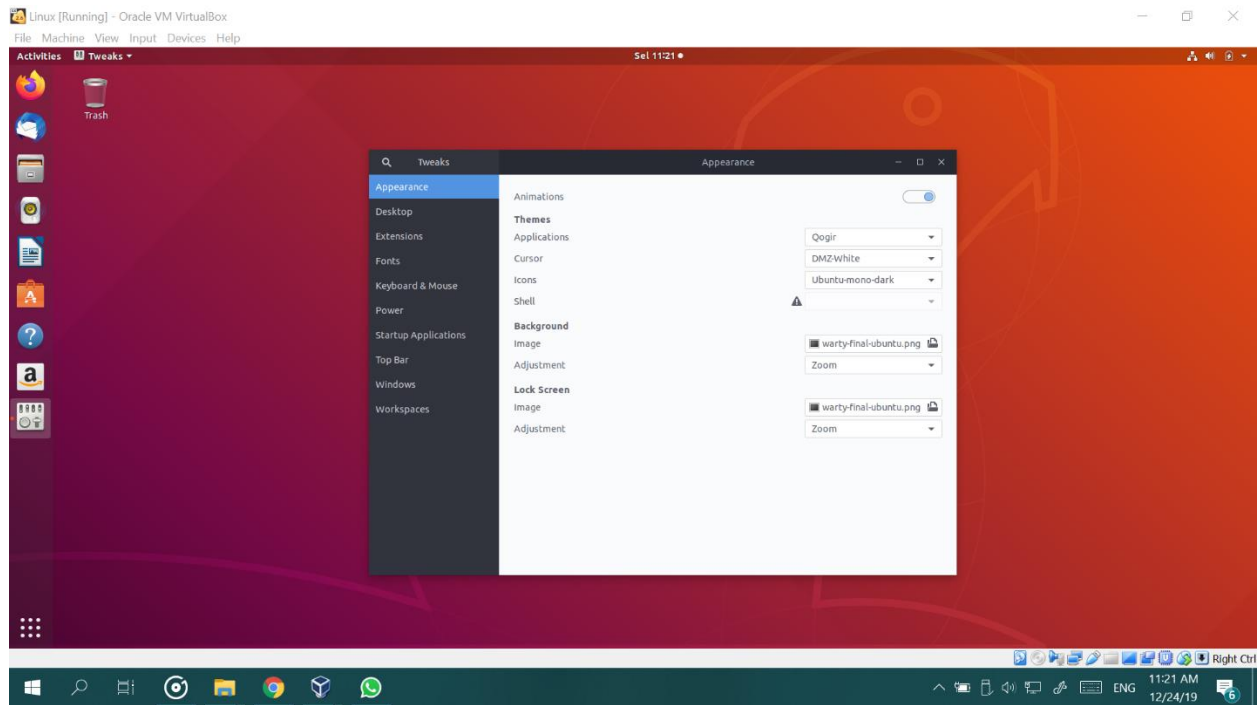 Linux [Running] - Oracle VM VirtualBox
File Machine View Input Devices Help
Activities Tweaks Sel 11:21
Trash
Tweaks Appearance
Appearance
Desktop
Extensions
Fonts
Keyboard & Mouse
Power
Startup Applications
Top Bar
Windows
Workspaces
Animations
Themes
Applications Qogir
Cursor DMZ-White
Icons Ubuntu-mono-dark
Shell
Background
Image warty-final-ubuntu.png
Adjustment Zoom
Lock Screen
Image warty-final-ubuntu.png
Adjustment Zoom
Right Ctrl
ENG
11:21 AM
12/24/19
6